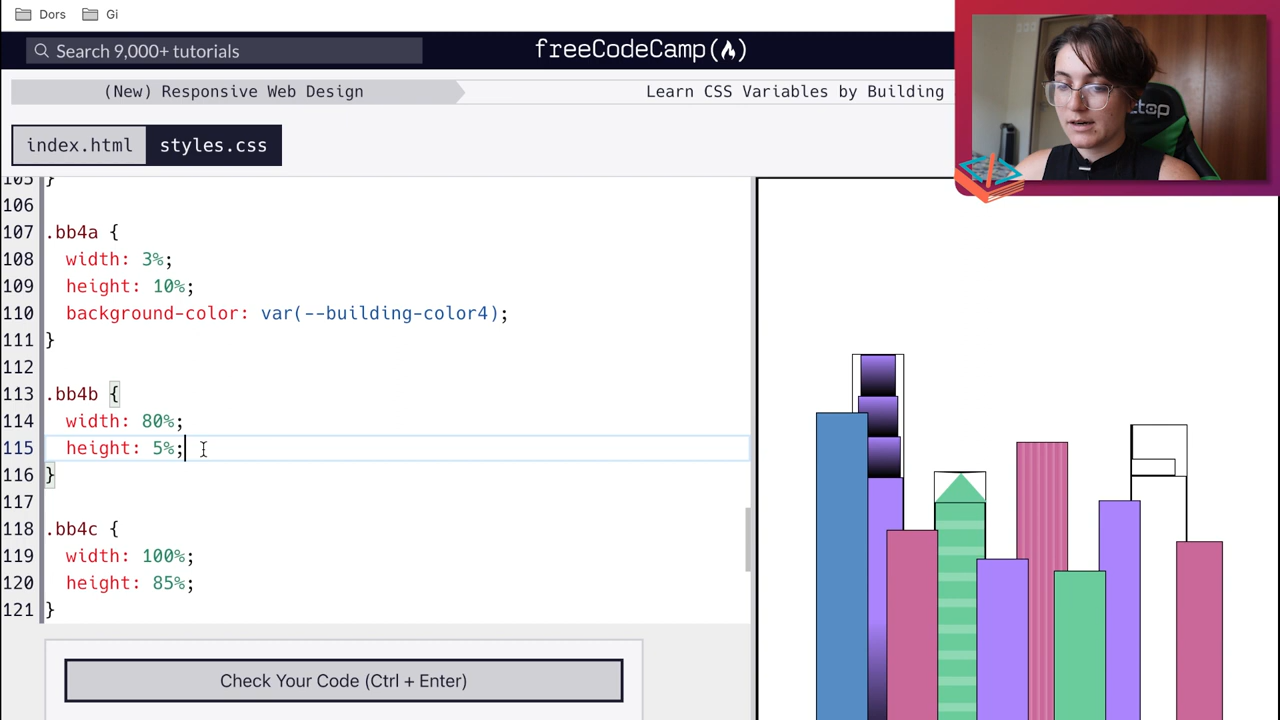 Dors Gi
Search 9,000+ tutorials
freeCodeCamp
(New) Responsive Web Design
Learn CSS Variables by Building
index.html styles.css
105 }
106
107 .bb4a {
108 width: 3%;
109 height: 10%;
110 background-color: var(--building-color4);
111 }
112
113 .bb4b {
114 width: 80%;
115 height: 5%;
116 }
117
118 .bb4c {
119 width: 100%;
120 height: 85%;
121 }
Check Your Code (Ctrl + Enter)